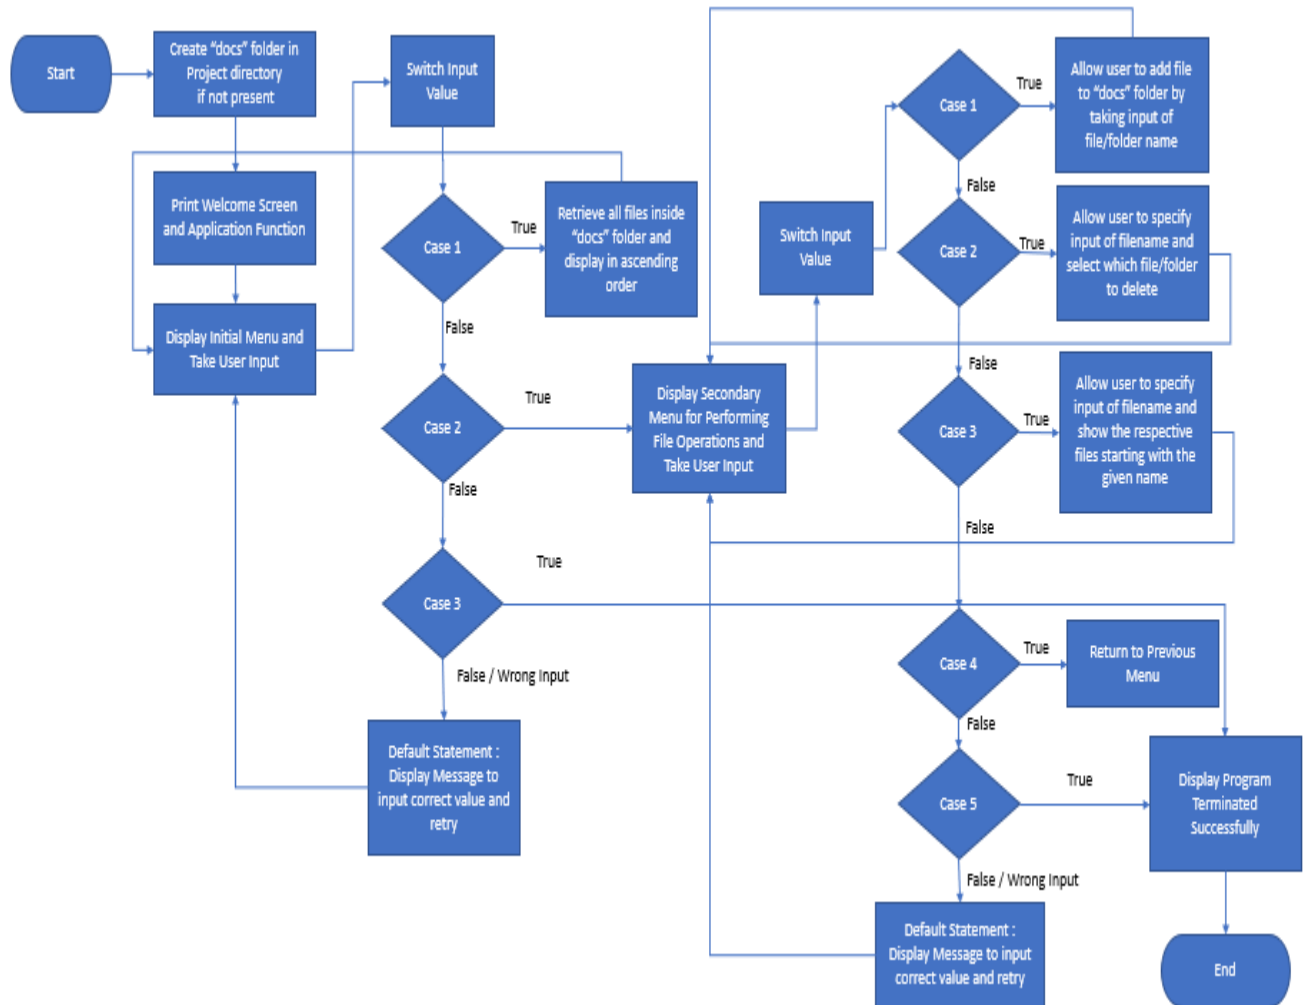 Start
Create “docs” folder in
Project directory
if not present
Print Welcome Screen
and Application Function
Display Initial Menu and
Take User Input
Switch Input
Value
Case 1
True
Retrieve all files inside
“docs” folder and
display in ascending
order
False
Case 2
True
False
Case 3
True
False / Wrong Input
Default Statement :
Display Message to
input correct value and
retry
Display Secondary
Menu for Performing
File Operations and
Take User Input
Switch Input
Value
Case 1
True
Allow user to add file
to “docs” folder by
taking input of
file/folder name
False
Case 2
True
Allow user to specify
input of filename and
select which file/folder
to delete
False
Case 3
True
Allow user to specify
input of filename and
show the respective
files starting with the
given name
False
Case 4
True
Return to Previous
Menu
False
Case 5
True
Display Program
Terminated
Successfully
False / Wrong Input
Default Statement :
Display Message to input
correct value and retry
End